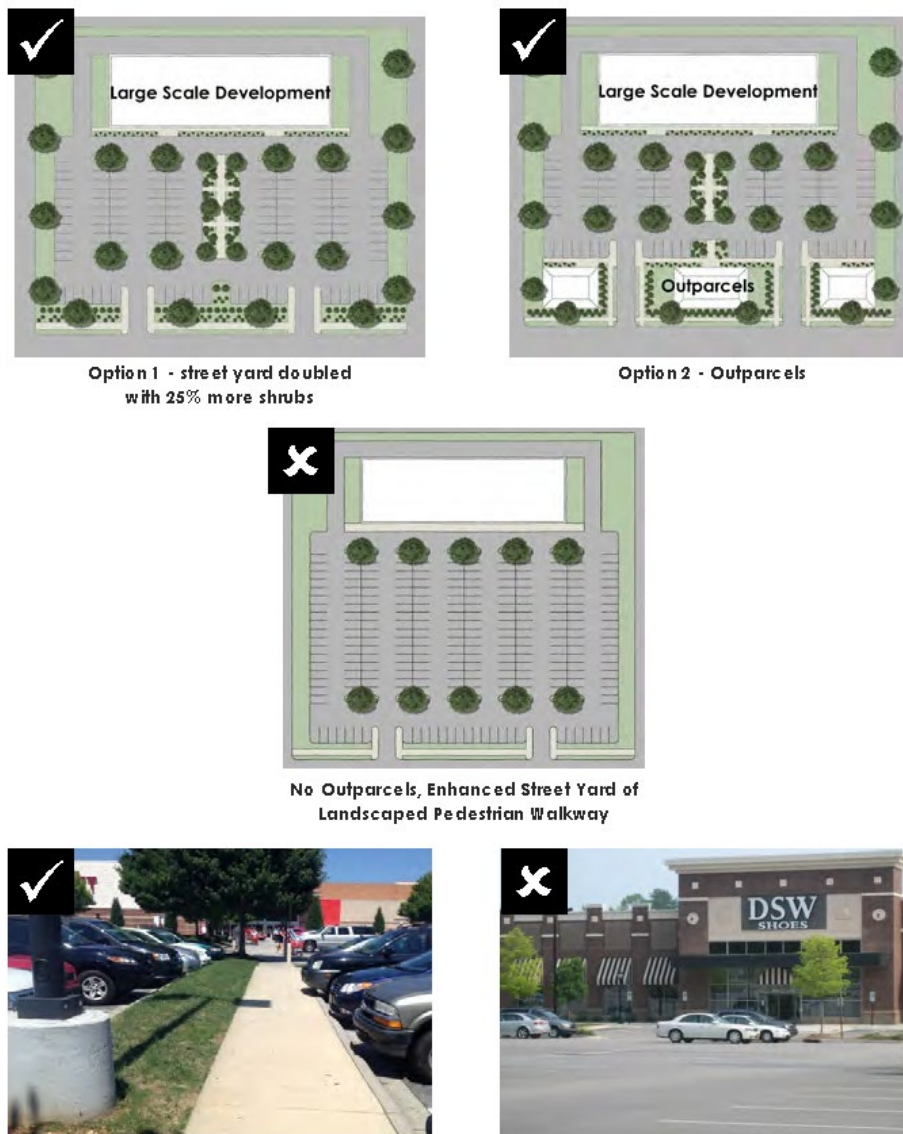 Large Scale Development
Large Scale Development
Outparcels
Option 1 - street yard doubled
with 25% more shrubs
Option 2 - Outparcels
No Outparcels, Enhanced Street Yard of
Landscaped Pedestrian Walkway
DSW
SHOES